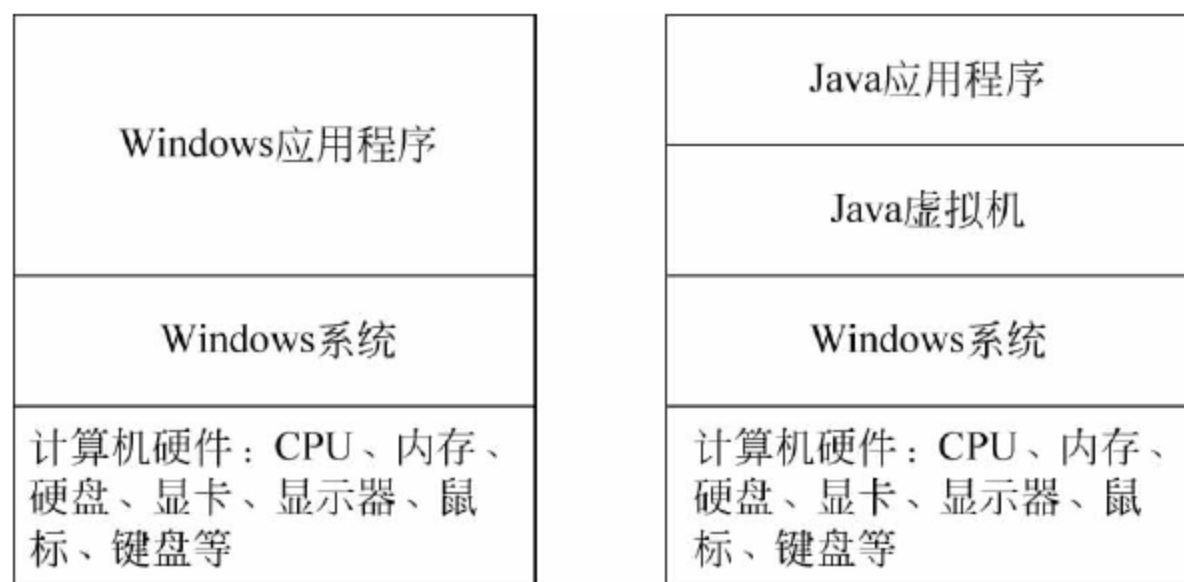 Windows应用程序
Windows系统
计算机硬件：CPU、内存、
硬盘、显卡、显示器、鼠
标、键盘等
Java应用程序
Java虚拟机
Windows系统
计算机硬件：CPU、内存、
硬盘、显卡、显示器、鼠
标、键盘等